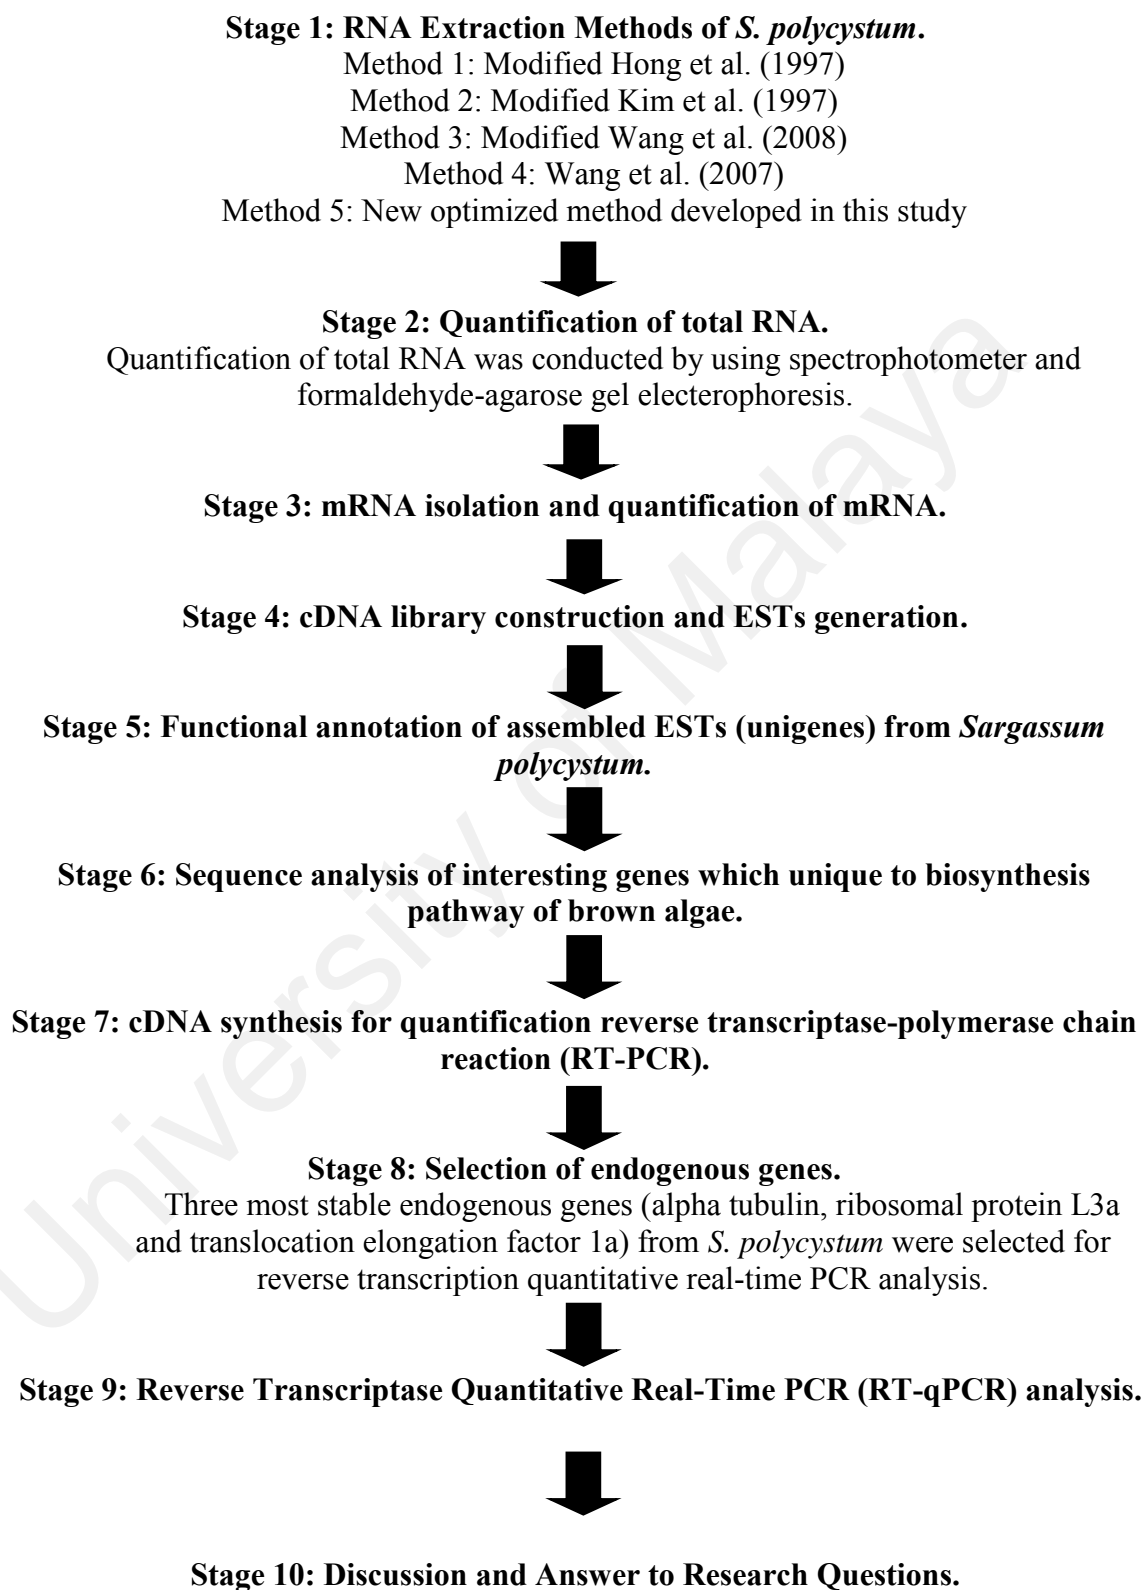 Stage 1: RNA Extraction Methods of S. polycystum.
Method 1: Modified Hong et al. (1997)
Method 2: Modified Kim et al. (1997)
Method 3: Modified Wang et al. (2008)
Method 4: Wang et al. (2007)
Method 5: New optimized method developed in this study
Stage 2: Quantification of total RNA.
Quantification of total RNA was conducted by using spectrophotometer and
formaldehyde-agarose gel electerophoresis.
Stage 3: mRNA isolation and quantification of mRNA.
Stage 4: cDNA library construction and ESTs generation.
Stage 5: Functional annotation of assembled ESTs (unigenes) from Sargassum
polycystum.
Stage 6: Sequence analysis of interesting genes which unique to biosynthesis
pathway of brown algae.
Stage 7: cDNA synthesis for quantification reverse transcriptase-polymerase chain
reaction (RT-PCR).
Stage 8: Selection of endogenous genes.
Three most stable endogenous genes (alpha tubulin, ribosomal protein L3a
and translocation elongation factor 1a) from S. polycystum were selected for
reverse transcription quantitative real-time PCR analysis.
Stage 9: Reverse Transcriptase Quantitative Real-Time PCR (RT-qPCR) analysis.
Stage 10: Discussion and Answer to Research Questions.
University of Malaya